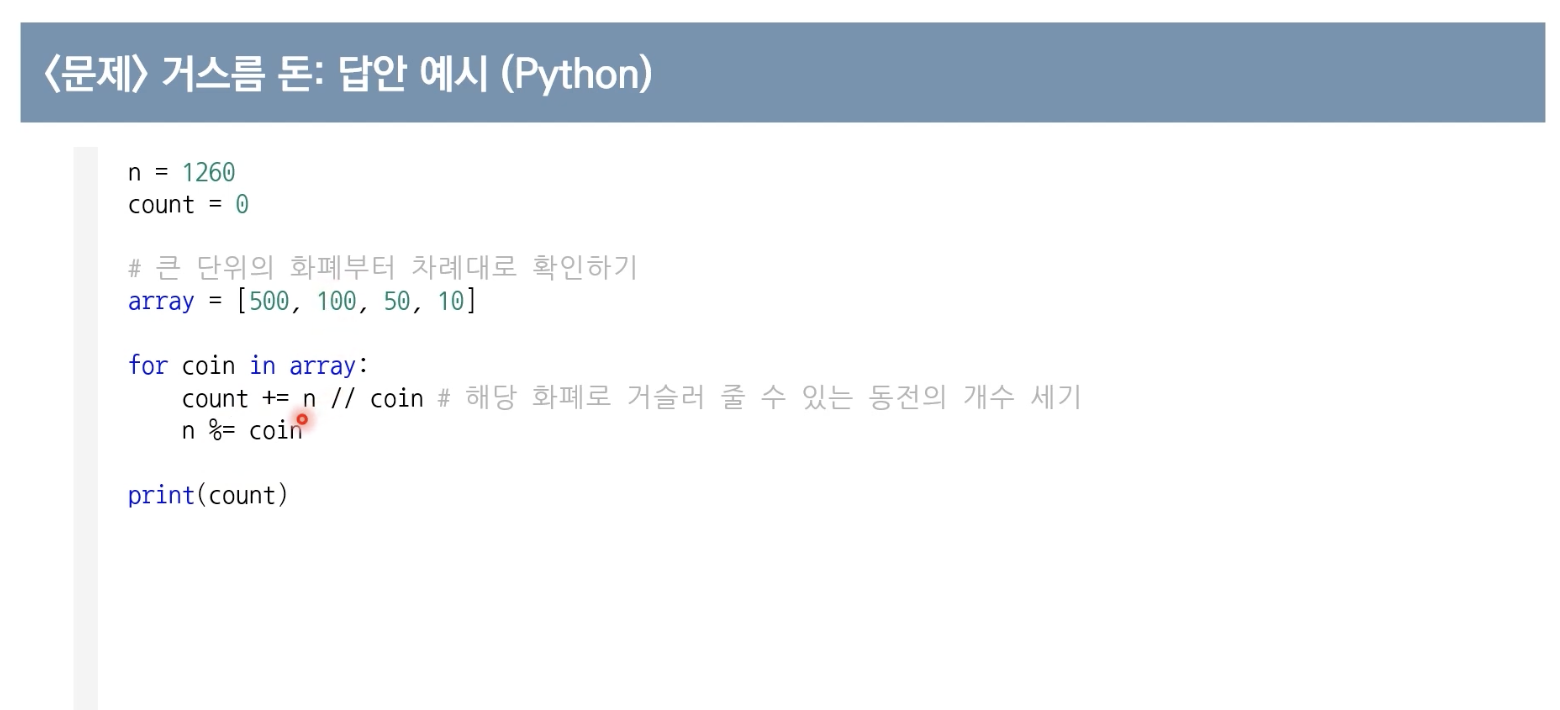 〈문제〉 거스름 돈: 답안 예시 (Python)
n = 1260
count = 0
# 큰 단위의 화폐부터 차례대로 확인하기
array = [500, 100, 50, 10]
for coin in array:
    count += n // coin # 해당 화폐로 거슬러 줄 수 있는 동전의 개수 세기
    n %= coin
print(count)